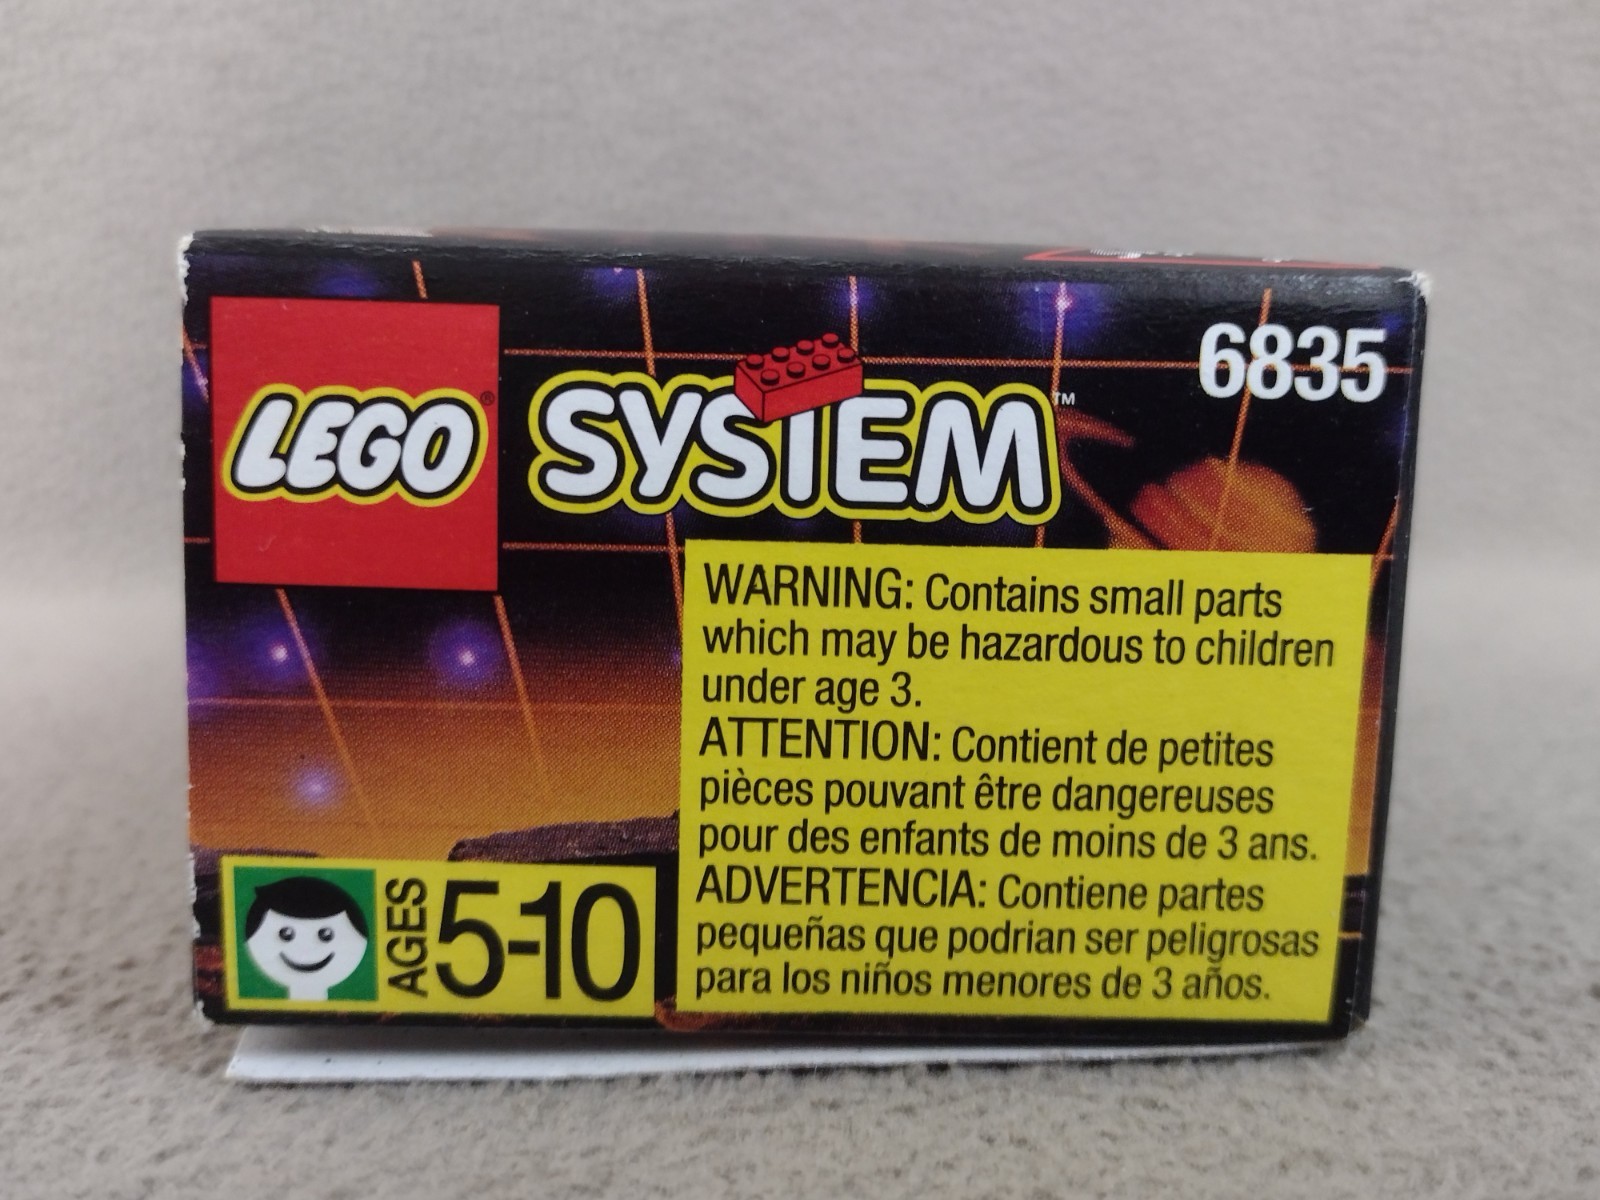 LEGO®
SYSTEM™
6835
WARNING: Contains small parts
which may be hazardous to children
under age 3.
ATTENTION: Contient de petites
pièces pouvant être dangereuses
pour des enfants de moins de 3 ans.
ADVERTENCIA: Contiene partes
pequeñas que podrian ser peligrosas
para los niños menores de 3 años.
AGES
5-10